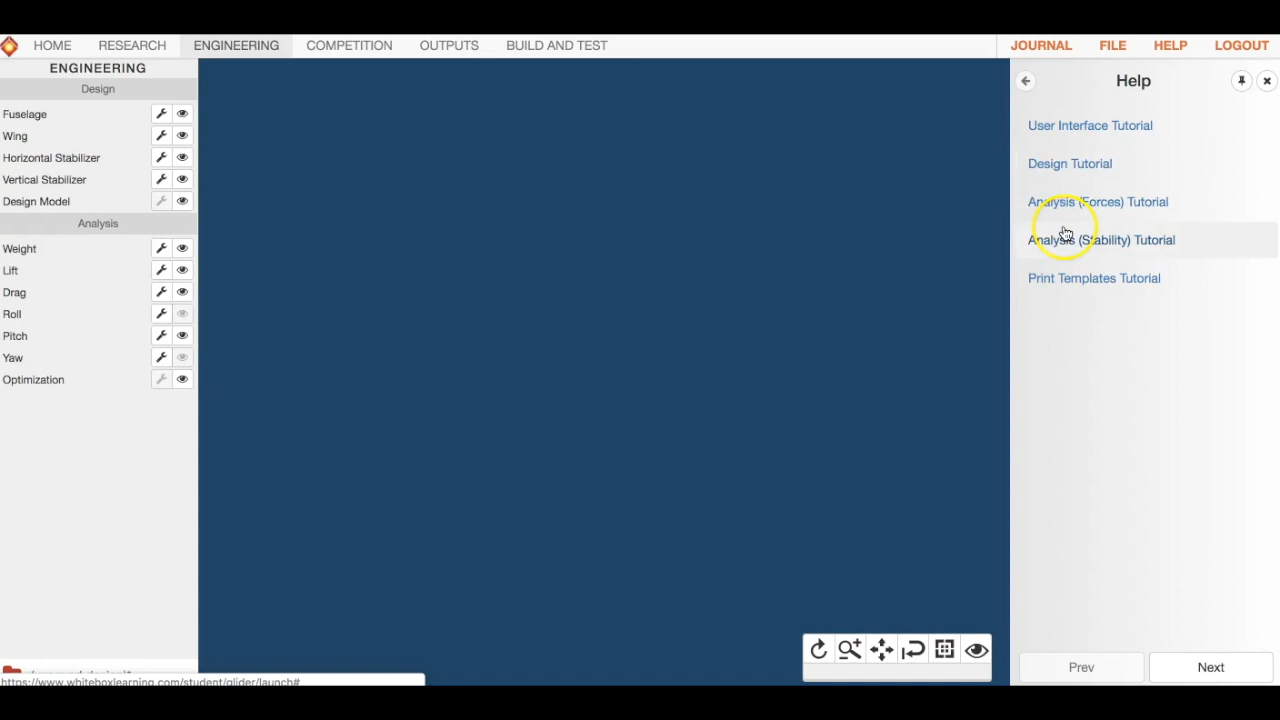 HOME RESEARCH ENGINEERING COMPETITION OUTPUTS BUILD AND TEST JOURNAL FILE HELP LOGOUT
ENGINEERING
Design
Fuselage
Wing
Horizontal Stabilizer
Vertical Stabilizer
Design Model
Analysis
Weight
Lift
Drag
Roll
Pitch
Yaw
Optimization
https://www.whiteboxlearning.com/student/glider/launch#
Help
User Interface Tutorial
Design Tutorial
Analysis (Forces) Tutorial
Analysis (Stability) Tutorial
Print Templates Tutorial
Prev Next